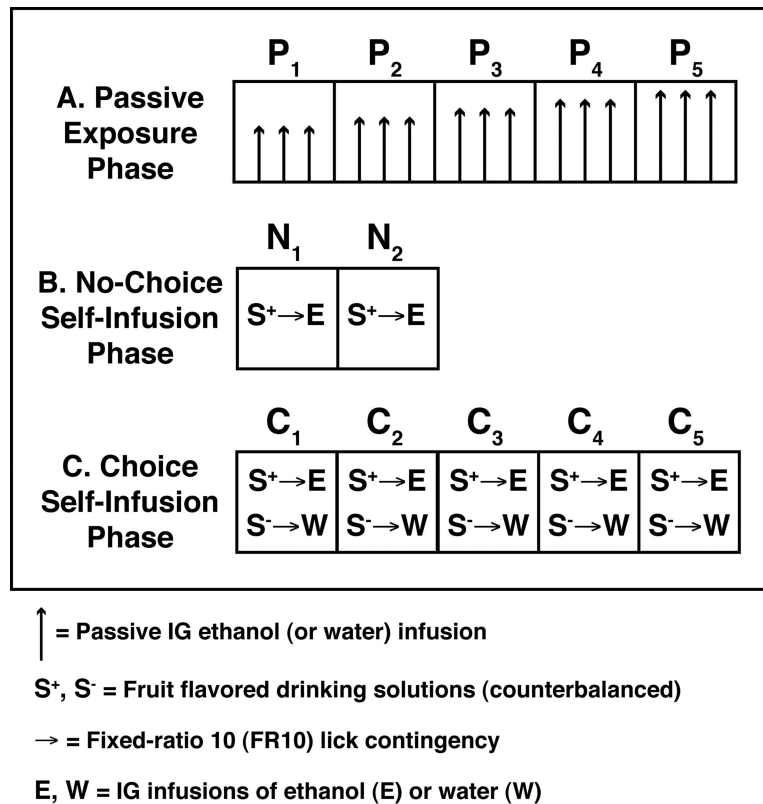 P1 P2 P3 P4 P5
A. Passive
Exposure
Phase
N1 N2
B. No-Choice
Self-Infusion
Phase
S+→E S+→E
C1 C2 C3 C4 C5
C. Choice
Self-Infusion
Phase
S+→E S+→E S+→E S+→E S+→E
S-→W S-→W S-→W S-→W S-→W
↑ = Passive IG ethanol (or water) infusion
S+, S- = Fruit flavored drinking solutions (counterbalanced)
→ = Fixed-ratio 10 (FR10) lick contingency
E, W = IG infusions of ethanol (E) or water (W)